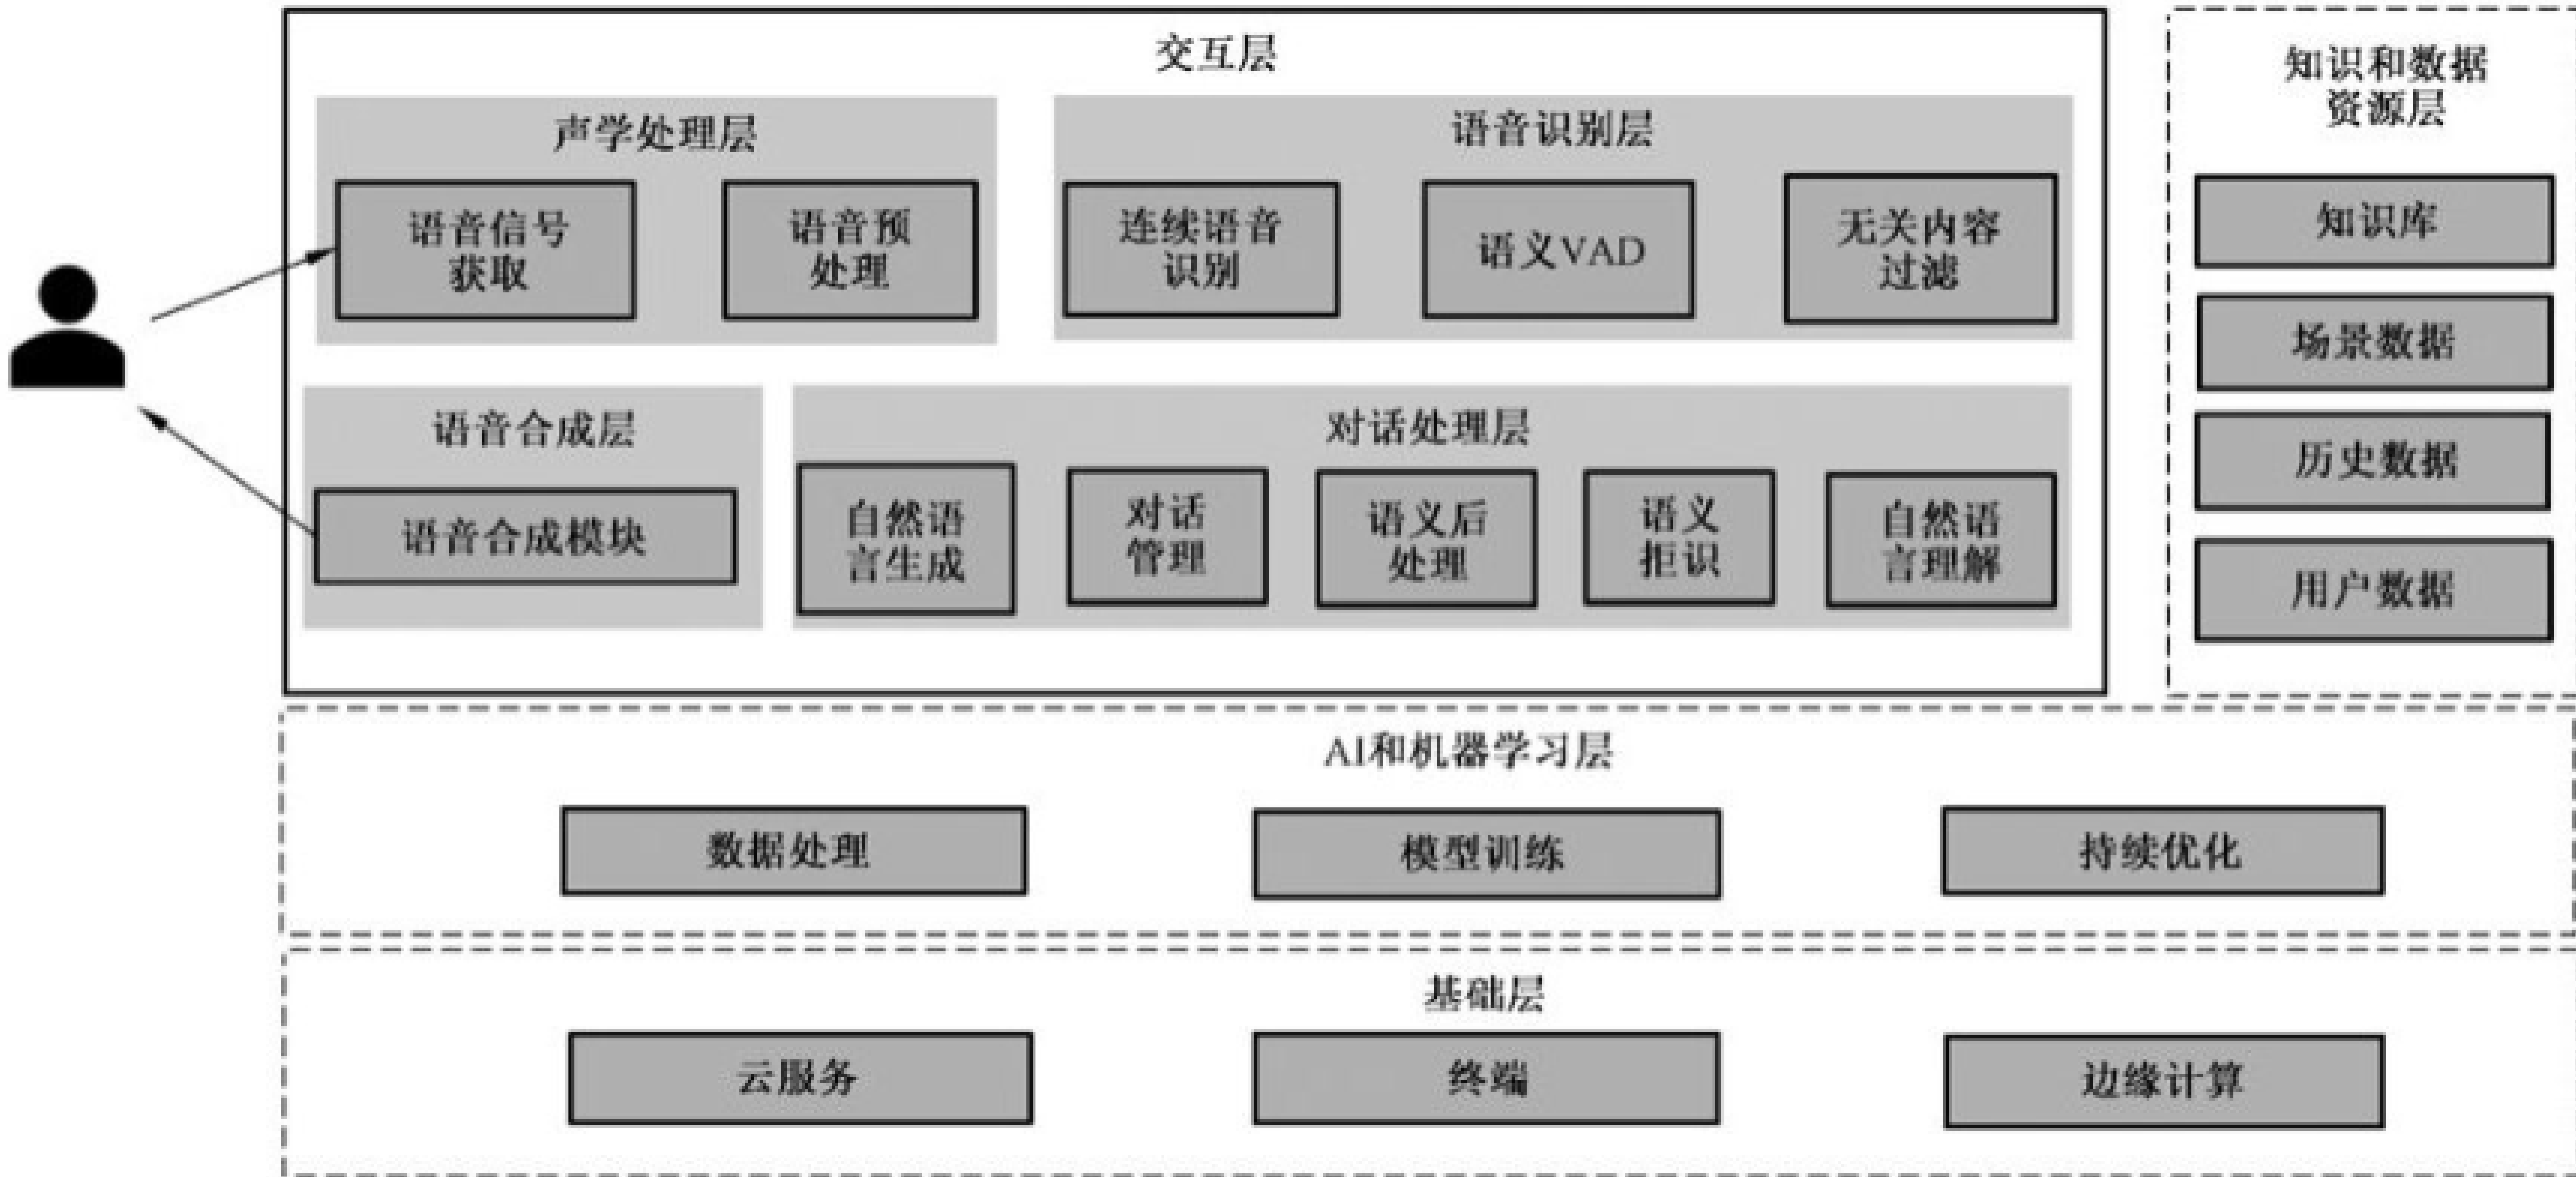 交互层
声学处理层
语音信号
获取
语音预
处理
语音识别层
连续语音
识别
语义VAD
无关内容
过滤
语音合成层
语音合成模块
对话处理层
自然语
言生成
对话
管理
语义后
处理
语义
拒识
自然语
言理解
知识和数据
资源层
知识库
场景数据
历史数据
用户数据
AI和机器学习层
数据处理
模型训练
持续优化
基础层
云服务
终端
边缘计算